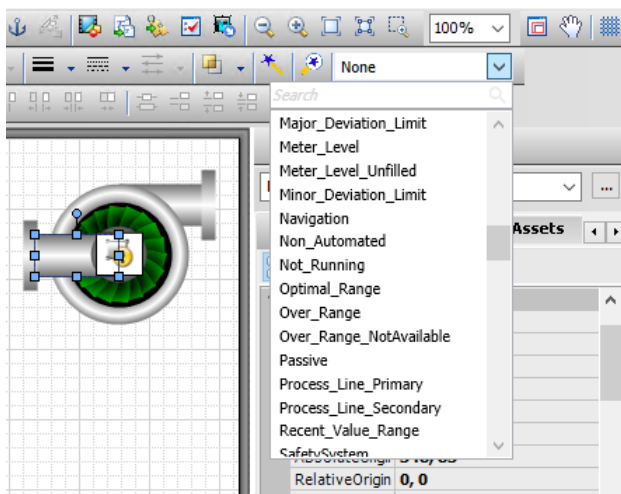 100%
None
Search
Major_Deviation_Limit
Meter_Level
Meter_Level_Unfilled
Minor_Deviation_Limit
Navigation
Non_Automated
Not_Running
Optimal_Range
Over_Range
Over_Range_NotAvailable
Passive
Process_Line_Primary
Process_Line_Secondary
Recent_Value_Range
SafetySystem
Assets
...
RelativeOrigin 0, 0